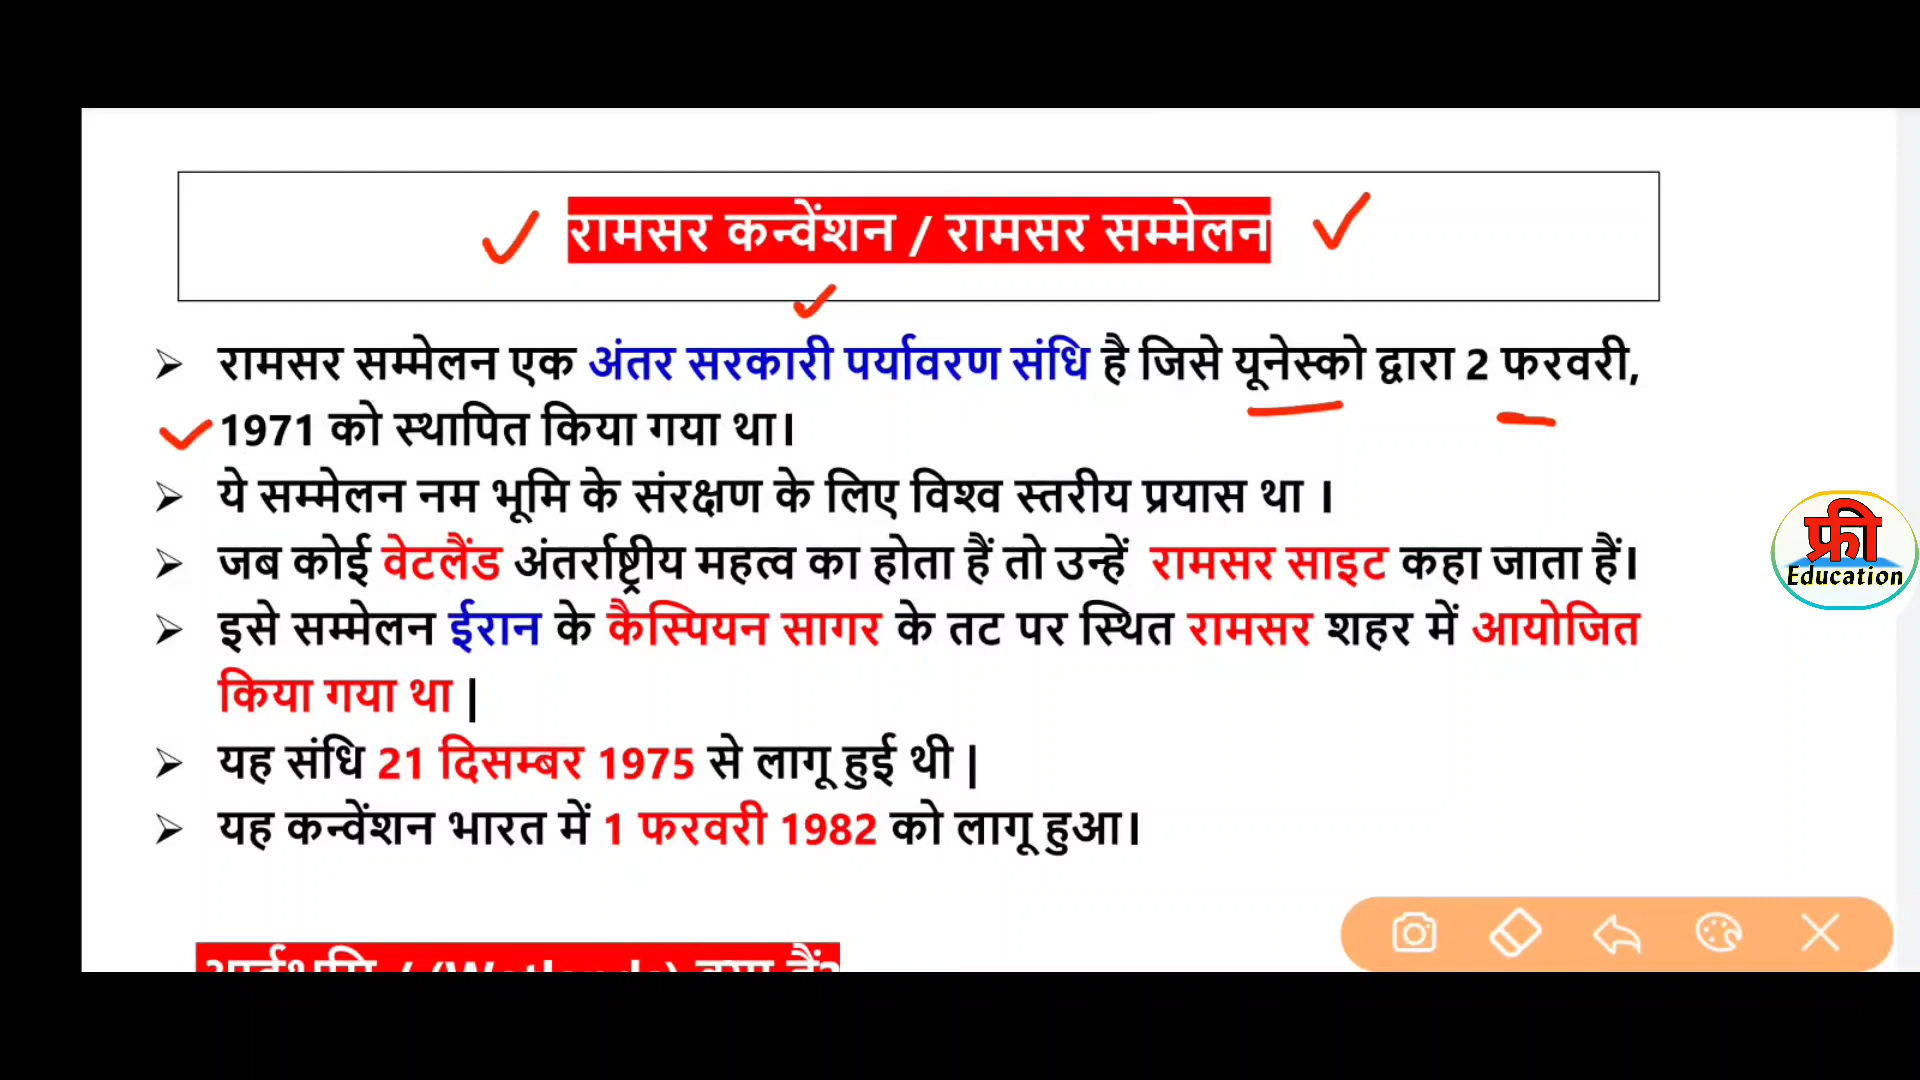 रामसर कन्वेंशन / रामसर सम्मेलन
रामसर सम्मेलन एक अंतर सरकारी पर्यावरण संधि है जिसे यूनेस्को द्वारा 2 फरवरी,
1971 को स्थापित किया गया था।
ये सम्मेलन नम भूमि के संरक्षण के लिए विश्व स्तरीय प्रयास था ।
जब कोई वेटलैंड अंतर्राष्ट्रीय महत्व का होता हैं तो उन्हें रामसर साइट कहा जाता हैं।
इसे सम्मेलन ईरान के कैस्पियन सागर के तट पर स्थित रामसर शहर में आयोजित
किया गया था |
यह संधि 21 दिसम्बर 1975 से लागू हुई थी |
यह कन्वेंशन भारत में 1 फरवरी 1982 को लागू हुआ।
फ्री
Education